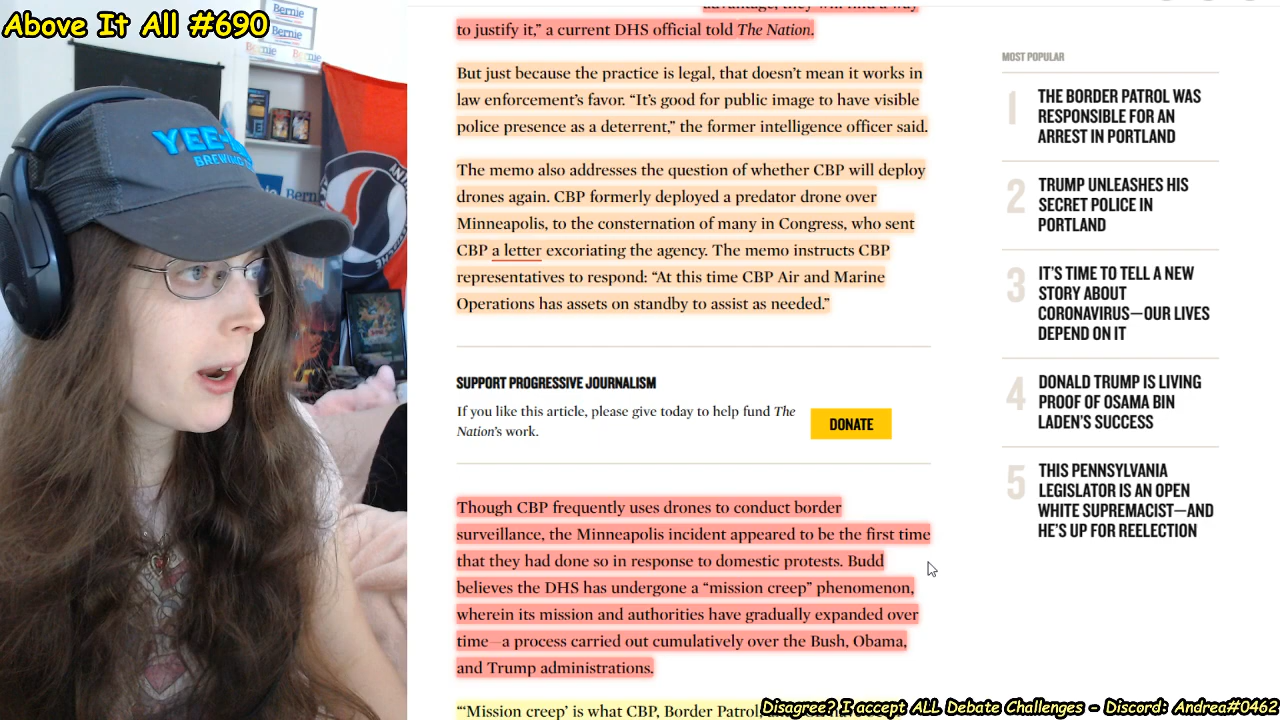 Above It All #690
Bernie
Bernie
YEE-
BREWING
Bernie
to justify it,” a current DHS official told The Nation.
But just because the practice is legal, that doesn’t mean it works in
law enforcement’s favor. “It’s good for public image to have visible
police presence as a deterrent,” the former intelligence officer said.
The memo also addresses the question of whether CBP will deploy
drones again. CBP formerly deployed a predator drone over
Minneapolis, to the consternation of many in Congress, who sent
CBP a letter excoriating the agency. The memo instructs CBP
representatives to respond: “At this time CBP Air and Marine
Operations has assets on standby to assist as needed.”
SUPPORT PROGRESSIVE JOURNALISM
If you like this article, please give today to help fund The
Nation’s work.
DONATE
Though CBP frequently uses drones to conduct border
surveillance, the Minneapolis incident appeared to be the first time
that they had done so in response to domestic protests. Budd
believes the DHS has undergone a “mission creep” phenomenon,
wherein its mission and authorities have gradually expanded over
time—a process carried out cumulatively over the Bush, Obama,
and Trump administrations.
“‘Mission creep’ is what CBP, Border Patrol,
MOST POPULAR
1
THE BORDER PATROL WAS
RESPONSIBLE FOR AN
ARREST IN PORTLAND
2
TRUMP UNLEASHES HIS
SECRET POLICE IN
PORTLAND
3
IT’S TIME TO TELL A NEW
STORY ABOUT
CORONAVIRUS—OUR LIVES
DEPEND ON IT
4
DONALD TRUMP IS LIVING
PROOF OF OSAMA BIN
LADEN’S SUCCESS
5
THIS PENNSYLVANIA
LEGISLATOR IS AN OPEN
WHITE SUPREMACIST—AND
HE’S UP FOR REELECTION
Disagree? I accept ALL Debate Challenges - Discord: Andrea#0462